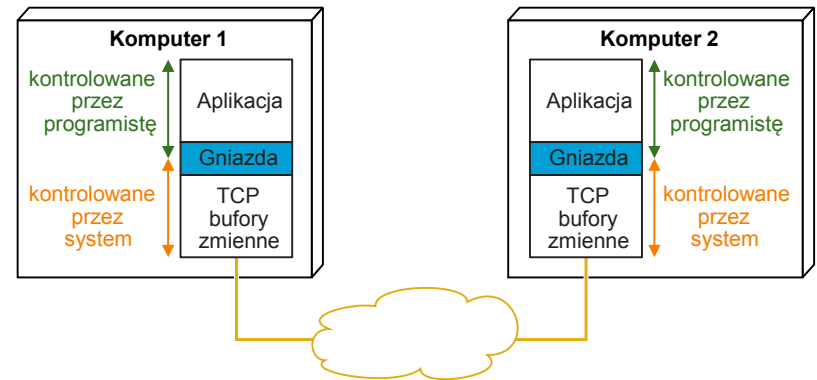 Komputer 1
kontrolowane
przez
programistę
Aplikacja
Gniazda
kontrolowane
przez
system
TCP
bufory
zmienne
Komputer 2
Aplikacja
kontrolowane
przez
programistę
Gniazda
TCP
bufory
zmienne
kontrolowane
przez
system